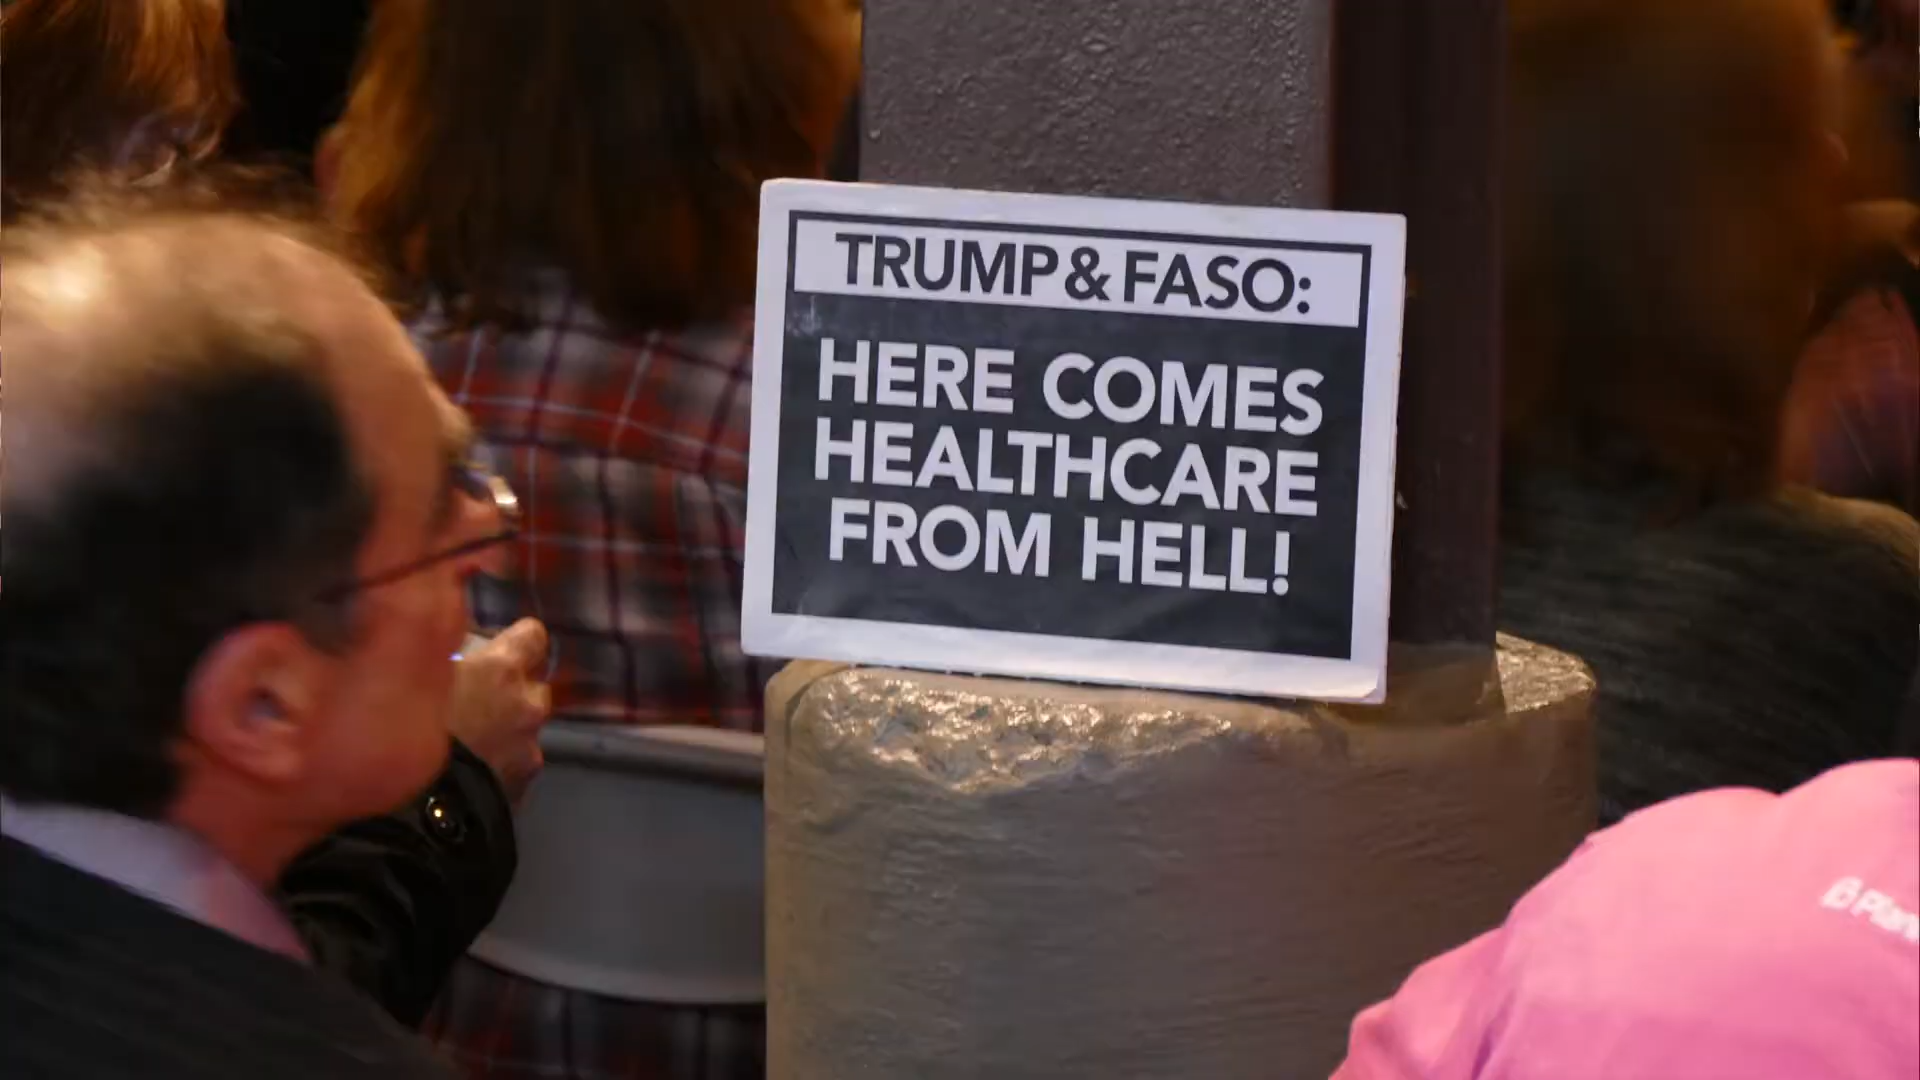 TRUMP & FASO:
HERE COMES
HEALTHCARE
FROM HELL!